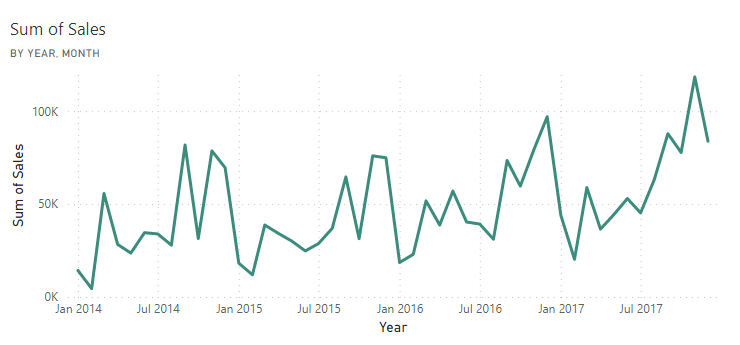 Sum of Sales
BY YEAR, MONTH
100K
50K
0K
Sum of Sales
Jan 2014 Jul 2014 Jan 2015 Jul 2015 Jan 2016 Jul 2016 Jan 2017 Jul 2017
Year